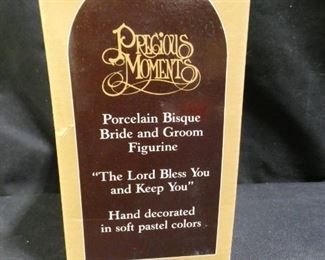 Precious
Moments
Porcelain Bisque
Bride and Groom
Figurine
"The Lord Bless You
and Keep You"
Hand decorated
in soft pastel colors